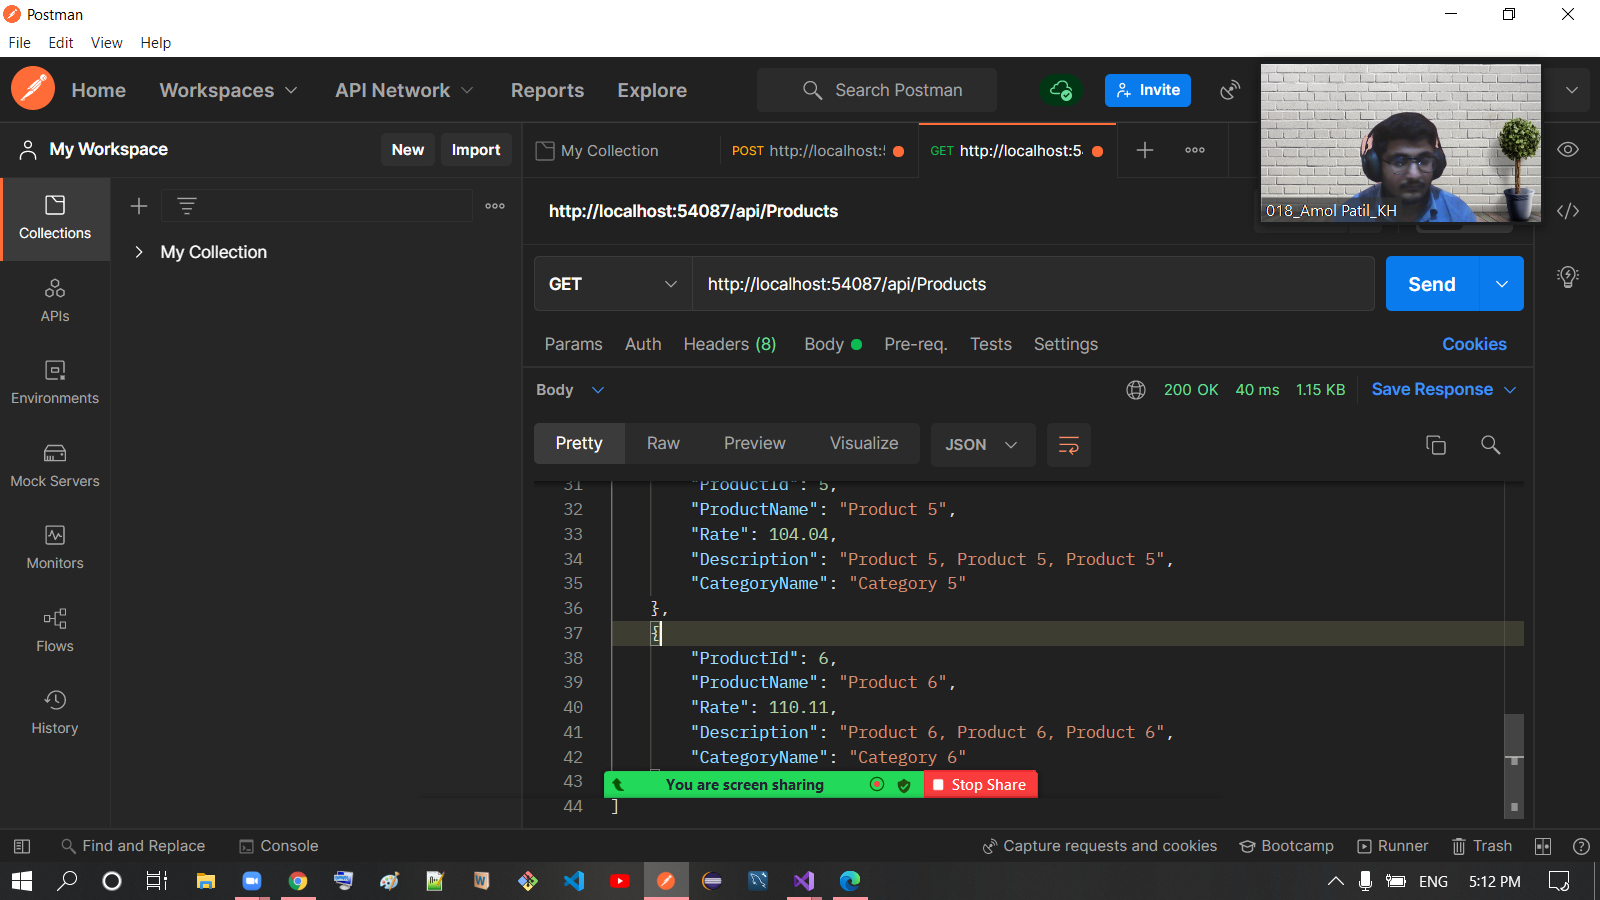 Postman
File Edit View Help
Home Workspaces API Network Reports Explore Search Postman Invite
My Workspace New Import My Collection POST http://localhost: GET http://localhost:5
018_Amol Patil_KH
http://localhost:54087/api/Products
Collections
My Collection
GET http://localhost:54087/api/Products Send
APIs
Params Auth Headers (8) Body Pre-req. Tests Settings Cookies
Environments
Body 200 OK 40 ms 1.15 KB Save Response
Pretty Raw Preview Visualize JSON
Mock Servers
Monitors
Flows
History
31 "ProductId": 5,
32 "ProductName": "Product 5",
33 "Rate": 104.04,
34 "Description": "Product 5, Product 5, Product 5",
35 "CategoryName": "Category 5"
36 },
37 {
38 "ProductId": 6,
39 "ProductName": "Product 6",
40 "Rate": 110.11,
41 "Description": "Product 6, Product 6, Product 6",
42 "CategoryName": "Category 6"
43
You are screen sharing Stop Share
44 ]
Find and Replace Console Capture requests and cookies Bootcamp Runner Trash
ENG 5:12 PM